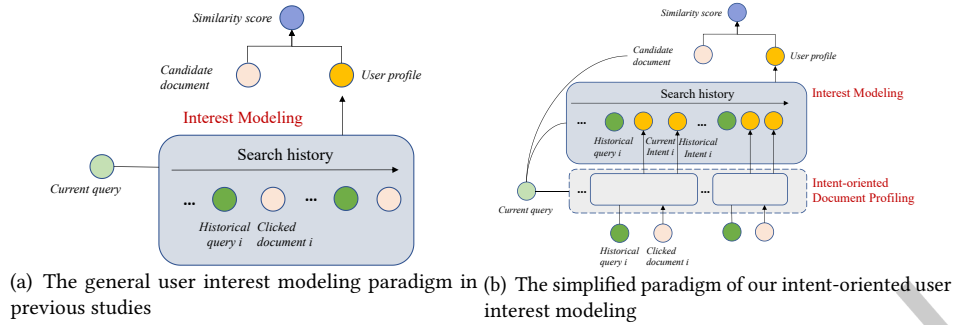 Similarity score
Candidate
document
User profile
Interest Modeling
Search history
Current query
...
...
Historical
query i
Clicked
document i
(a) The general user interest modeling paradigm in
previous studies
Similarity score
Candidate
document
User profile
Interest Modeling
Search history
...
...
Historical
query i
Current
Intent i
Historical
Intent i
Current query
...
...
Intent-oriented
Document Profiling
Historical
query i
Clicked
document i
(b) The simplified paradigm of our intent-oriented user
interest modeling